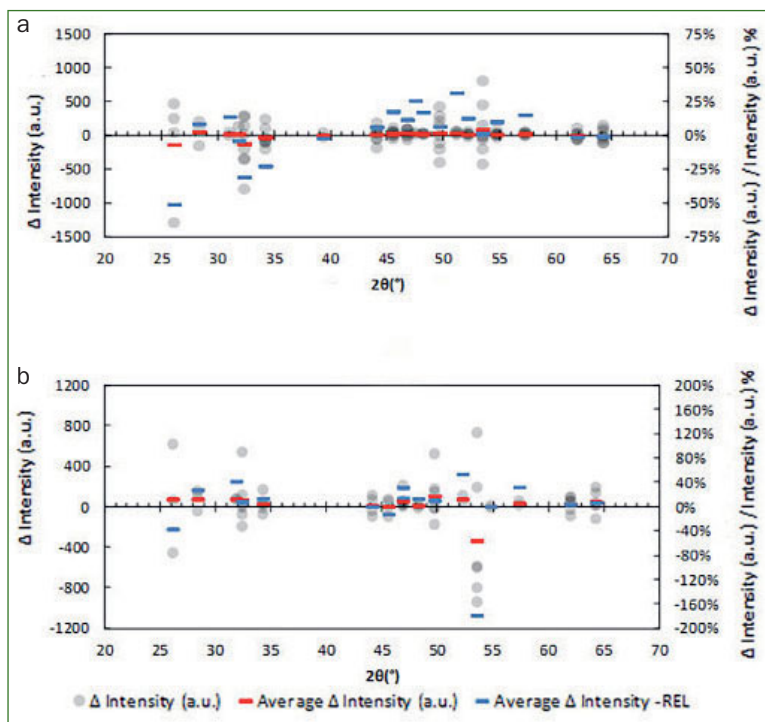 a
1500
1000
500
0
-500
-1000
-1500
Δ Intensity (a.u.)
75%
50%
25%
0%
-25%
-50%
-75%
Δ Intensity (a.u.) / Intensity (a.u.) %
20 25 30 35 40 45 50 55 60 65 70
2θ(°)
b
1200
800
400
0
-400
-800
-1200
Δ Intensity (a.u.)
200%
160%
120%
80%
40%
0%
-40%
-80%
-120%
-160%
-200%
Δ Intensity (a.u.) / Intensity (a.u.) %
20 25 30 35 40 45 50 55 60 65 70
2θ(°)
Δ Intensity (a.u.) Average Δ Intensity (a.u.) Average Δ Intensity -REL